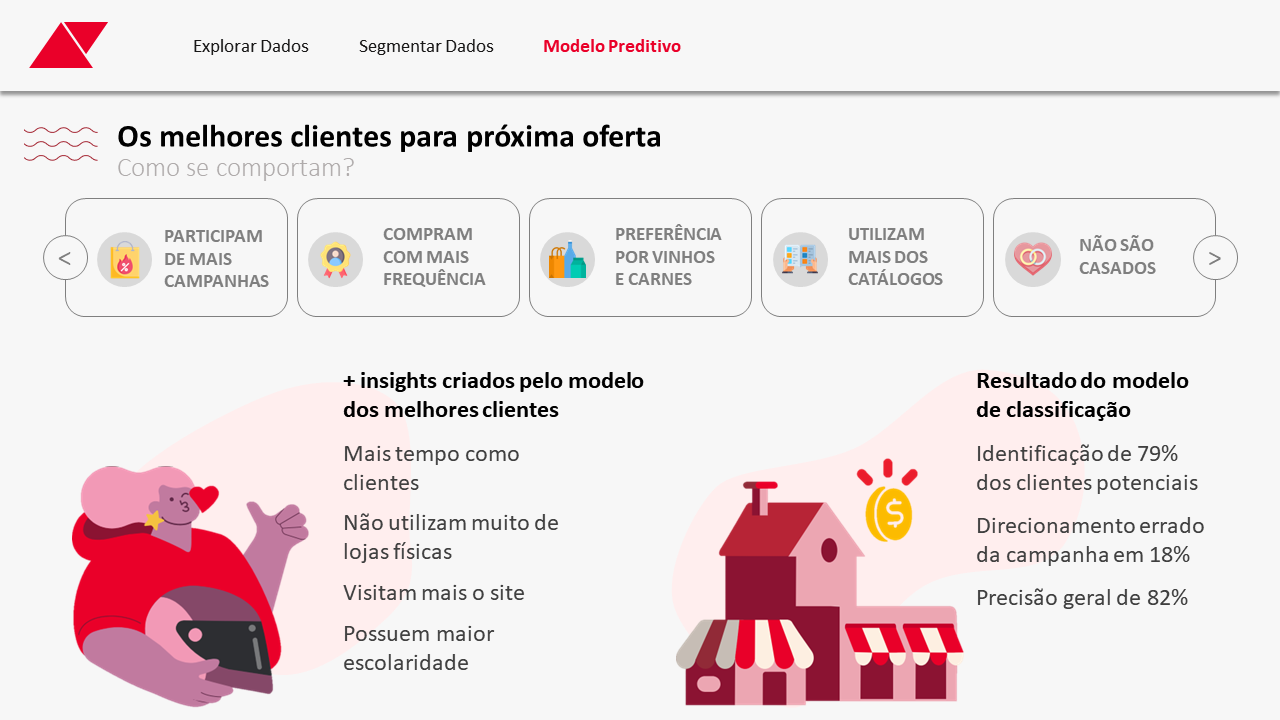 Explorar Dados
Segmentar Dados
Modelo Preditivo
Os melhores clientes para próxima oferta
Como se comportam?
<
PARTICIPAM
DE MAIS
CAMPANHAS
COMPRAM
COM MAIS
FREQUÊNCIA
PREFERÊNCIA
POR VINHOS
E CARNES
UTILIZAM
MAIS DOS
CATÁLOGOS
NÃO SÃO
CASADOS
>
+ insights criados pelo modelo
dos melhores clientes
Mais tempo como
clientes
Não utilizam muito de
lojas físicas
Visitam mais o site
Possuem maior
escolaridade
Resultado do modelo
de classificação
Identificação de 79%
dos clientes potenciais
Direcionamento errado
da campanha em 18%
Precisão geral de 82%
$